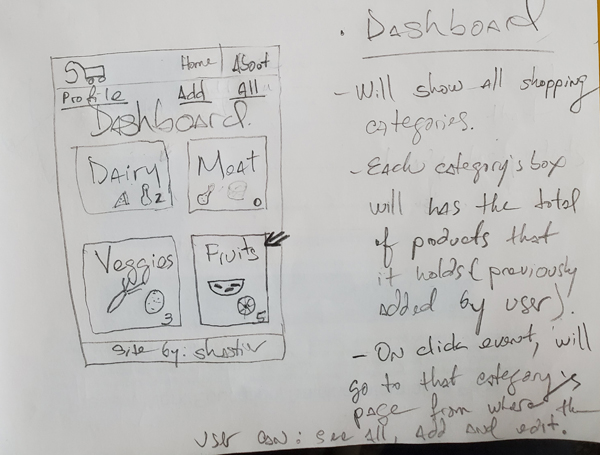 Home About
Profile Add All
Dashboard
Dairy
2
Meat
0
Veggies
3
Fruits
5
Site by:
. Dashboard
- Will show all shopping
categories.
- Each category's box
will has the total
of products that
it holds (previously
added by user).
- On click event, will
go to that category's
page from where the
user can: see all, add and edit.